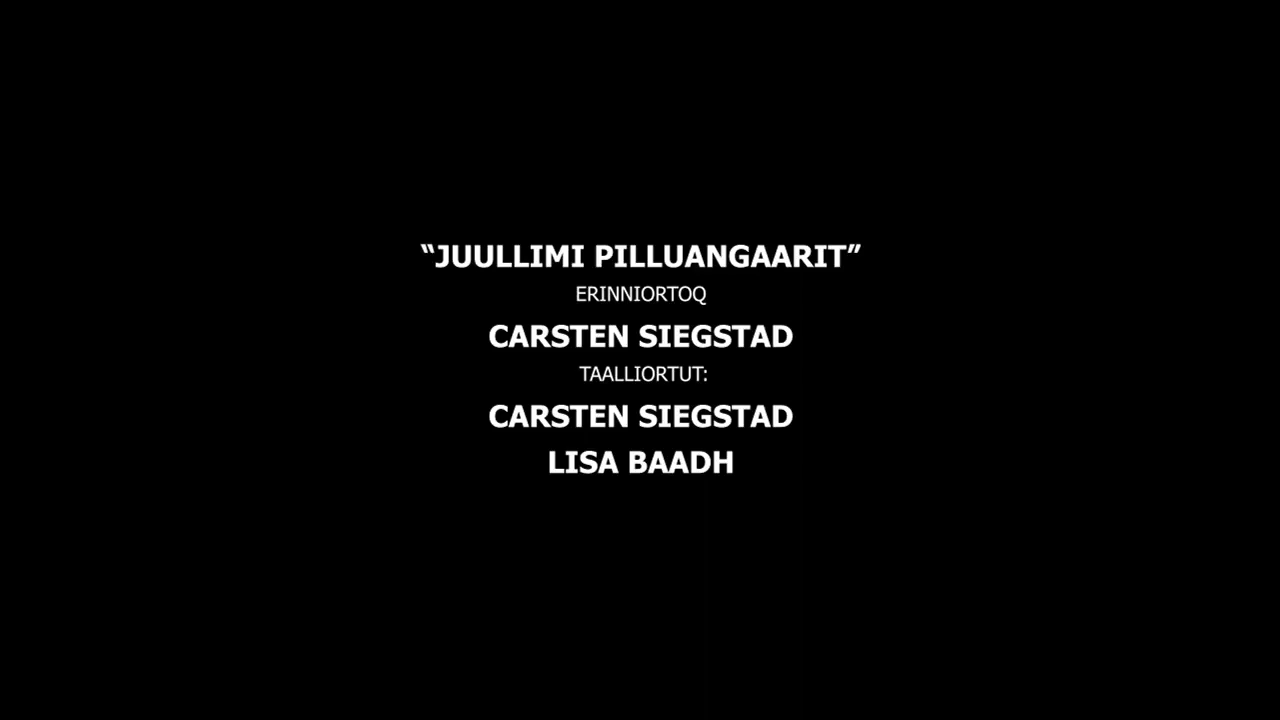 “JUULLIMI PILLUANGAARIT”
ERINNIORTOQ
CARSTEN SIEGSTAD
TAALLIORTUT:
CARSTEN SIEGSTAD
LISA BAADH